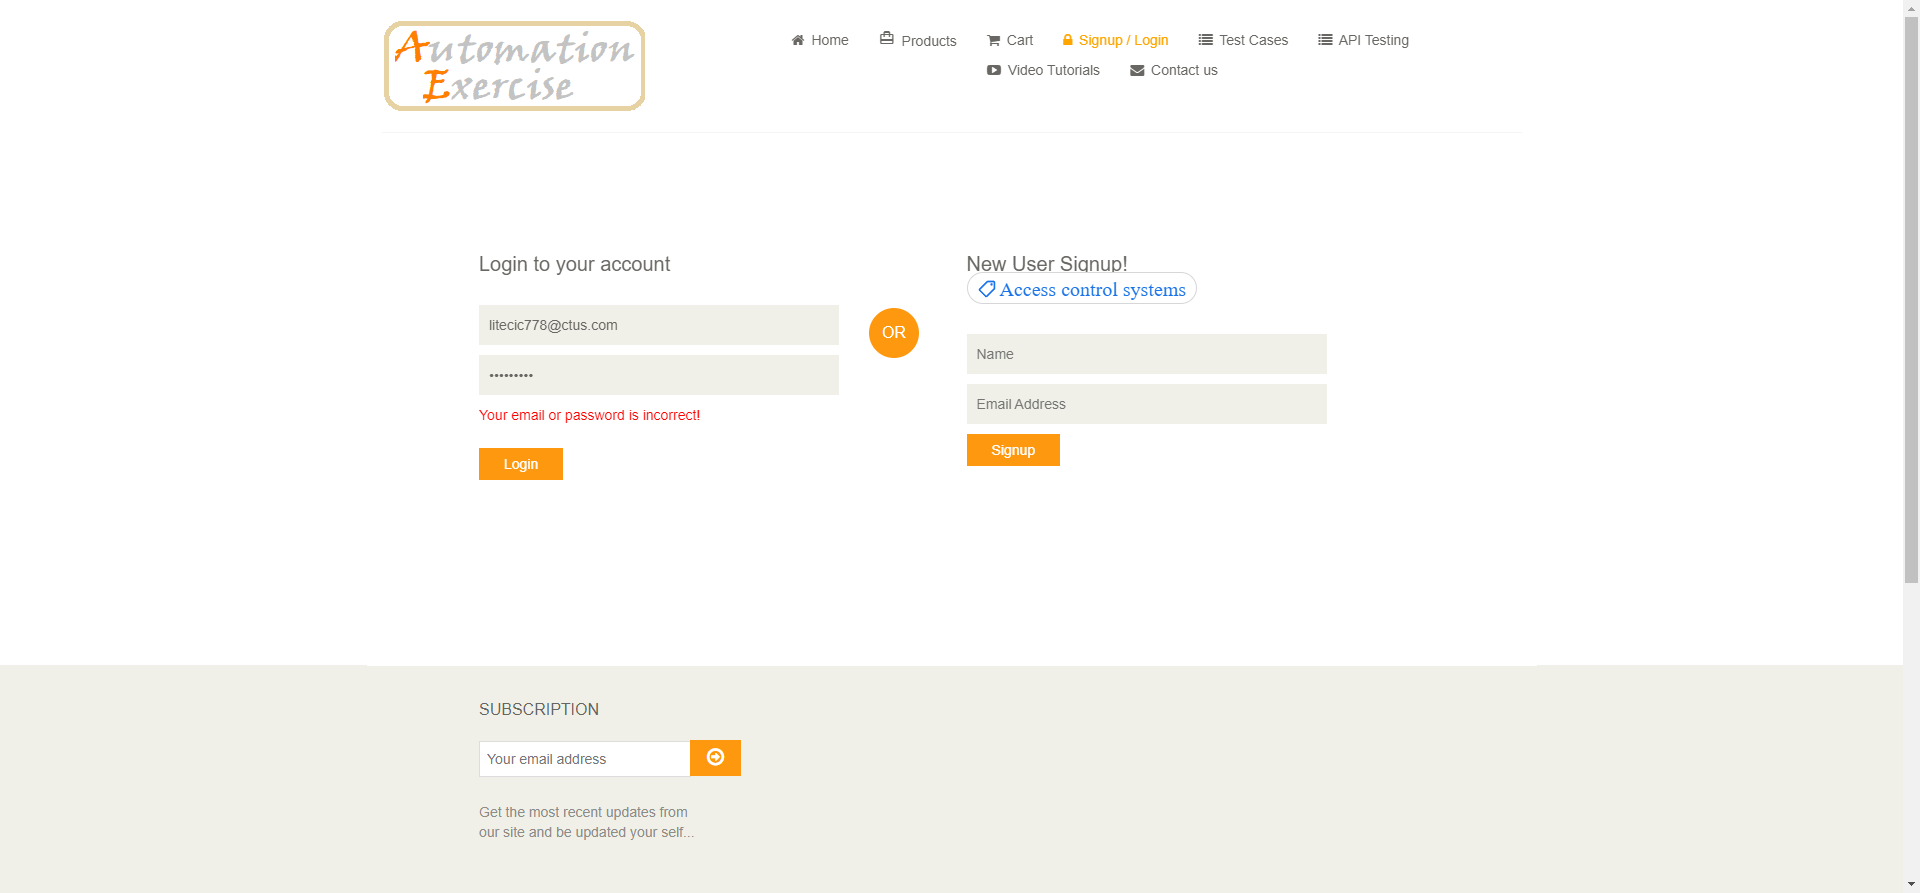 Automation
Exercise
Home
Products
Cart
Signup / Login
Test Cases
API Testing
Video Tutorials
Contact us
Login to your account
litecic778@ctus.com
•••••••••
Your email or password is incorrect!
Login
OR
New User Signup!
Access control systems
Name
Email Address
Signup
SUBSCRIPTION
Your email address
Get the most recent updates from
our site and be updated your self...